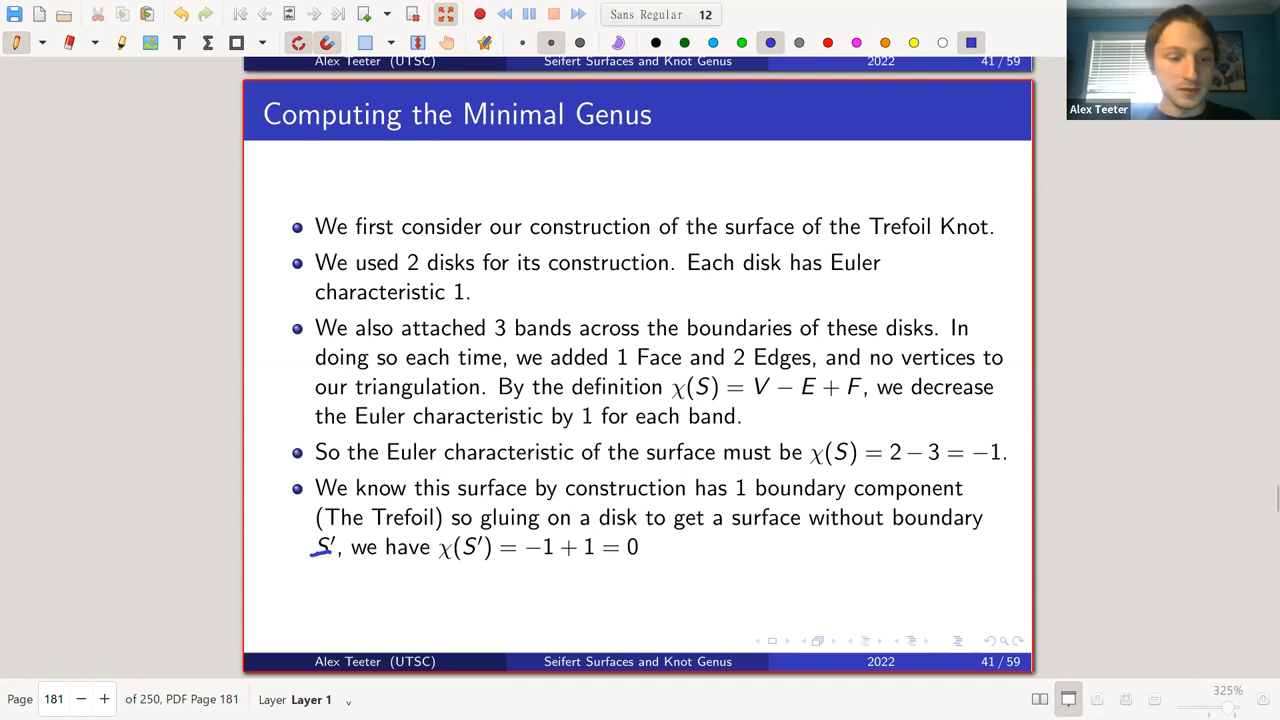 Sans Regular 12
Alex Teeter (UTSC) Seifert Surfaces and Knot Genus 2022 41 / 59
Alex Teeter
Computing the Minimal Genus
We first consider our construction of the surface of the Trefoil Knot.
We used 2 disks for its construction. Each disk has Euler
characteristic 1.
We also attached 3 bands across the boundaries of these disks. In
doing so each time, we added 1 Face and 2 Edges, and no vertices to
our triangulation. By the definition χ(S) = V − E + F, we decrease
the Euler characteristic by 1 for each band.
So the Euler characteristic of the surface must be χ(S) = 2 − 3 = −1.
We know this surface by construction has 1 boundary component
(The Trefoil) so gluing on a disk to get a surface without boundary
S′, we have χ(S′) = −1 + 1 = 0
Alex Teeter (UTSC) Seifert Surfaces and Knot Genus 2022 41 / 59
Page 181 of 250, PDF Page 181 Layer Layer 1 325%